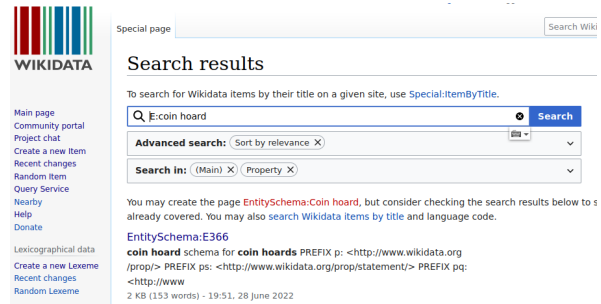 Special page
Search Wiki
WIKIDATA
Search results
To search for Wikidata items by their title on a given site, use Special:ItemByTitle.
E:coin hoard
Search
Advanced search: Sort by relevance X
Search in: (Main) X Property X
Main page
Community portal
Project chat
Create a new Item
Recent changes
Random Item
Query Service
Nearby
Help
Donate
Lexicographical data
Create a new Lexeme
Recent changes
Random Lexeme
You may create the page EntitySchema:Coin hoard, but consider checking the search results below to s
already covered. You may also search Wikidata items by title and language code.
EntitySchema:E366
coin hoard schema for coin hoards PREFIX p: <http://www.wikidata.org
/prop/> PREFIX ps: <http://www.wikidata.org/prop/statement/> PREFIX pq:
<http://www
2 KB (153 words) - 19:51, 28 June 2022